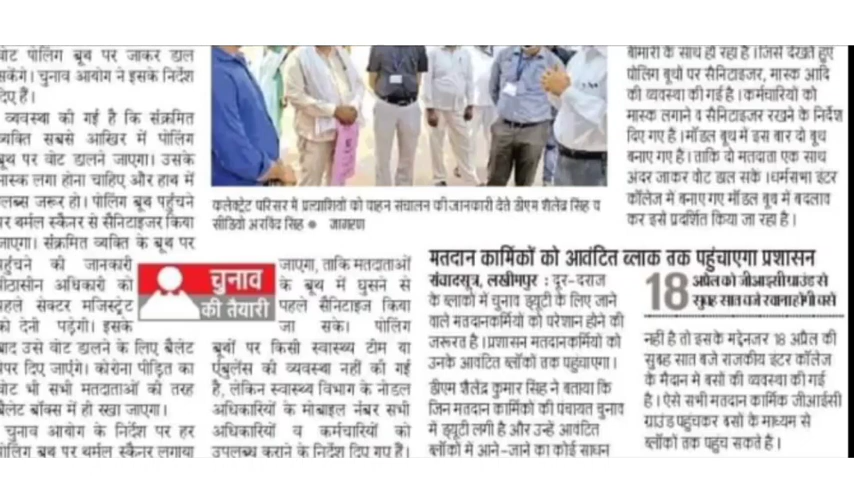 वोट पोलिंग बूथ पर जाकर डाल
सकेंगे। चुनाव आयोग ने इसके निर्देश
दिए हैं।
व्यवस्था की गई है कि संक्रमित
व्यक्ति सबसे आखिर में पोलिंग
बूथ पर वोट डालने जाएगा। उसके
मास्क लगा होना चाहिए और हाथ में
ग्लब्स जरूर हो। पोलिंग बूथ पहुंचने
पर थर्मल स्कैनर से सैनिटाइजर किया
जाएगा। संक्रमित व्यक्ति के बूथ पर
पहुंचने की जानकारी
पीठासीन अधिकारी को
पहले सेक्टर मजिस्ट्रेट
को देनी पड़ेगी। इसके
बाद उसे वोट डालने के लिए बैलेट
पेपर दिए जाएंगे। कोरोना पीड़ित का
वोट भी सभी मतदाताओं की तरह
बैलेट बॉक्स में ही रखा जाएगा।
चुनाव आयोग के निर्देश पर हर
पोलिंग बूथ पर थर्मल स्कैनर लगाया
कलेक्ट्रेट परिसर में प्रत्याशियों को वाहन संचालन की जानकारी देते डीएम शैलेंद्र सिंह व
सीडियो अरविंद सिंह ● जागरण
चुनाव
की तैयारी
जाएगा, ताकि मतदाताओं
के बूथ में घुसने से
पहले सैनिटाइज किया
जा सके। पोलिंग
बूथों पर किसी स्वास्थ्य टीम या
एंबुलेंस की व्यवस्था नहीं की गई
है, लेकिन स्वास्थ्य विभाग के नोडल
अधिकारियों के मोबाइल नंबर सभी
अधिकारियों व कर्मचारियों को
उपलब्ध कराने के निर्देश दिए गए हैं।
बीमारी के साथ हो रहा है। जिसे देखते हुए
पोलिंग बूथों पर सैनिटाइजर, मास्क आदि
की व्यवस्था की गई है। कर्मचारियों को
मास्क लगाने व सैनिटाइजर रखने के निर्देश
दिए गए है। मॉडल बूथ में इस बार दो बूथ
बनाए गए है। ताकि दो मतदाता एक साथ
अंदर जाकर वोट डाल सके। धर्मसभा इंटर
कॉलेज में बनाए गए मॉडल बूथ में बदलाव
कर इसे प्रदर्शित किया जा रहा है।
मतदान कार्मिकों को आवंटित ब्लाक तक पहुंचाएगा प्रशासन
संवादसूत्र, लखीमपुर : दूर-दराज
के ब्लाकों में चुनाव ड्यूटी के लिए जाने
वाले मतदानकर्मियों को परेशान होने की
जरूरत है। प्रशासन मतदानकर्मियों को
उनके आवंटित ब्लॉकों तक पहुंचाएगा।
डीएम शैलेंद्र कुमार सिंह ने बताया कि
जिन मतदान कार्मिकों की पंचायत चुनाव
में ड्यूटी लगी है और उन्हें आवंटित
ब्लॉकों में आने-जाने का कोई साधन
18 अप्रैल को जीआईसी ग्राउंड से
सुबह सात बजे रवाना होंगी बसें
नहीं है तो इसके मद्देनजर 18 अप्रैल की
सुबह सात बजे राजकीय इंटर कॉलेज
के मैदान में बसों की व्यवस्था की गई
है। ऐसे सभी मतदान कार्मिक जीआईसी
ग्राउंड पहुंचकर बसों के माध्यम से
ब्लॉकों तक पहुंच सकते है।